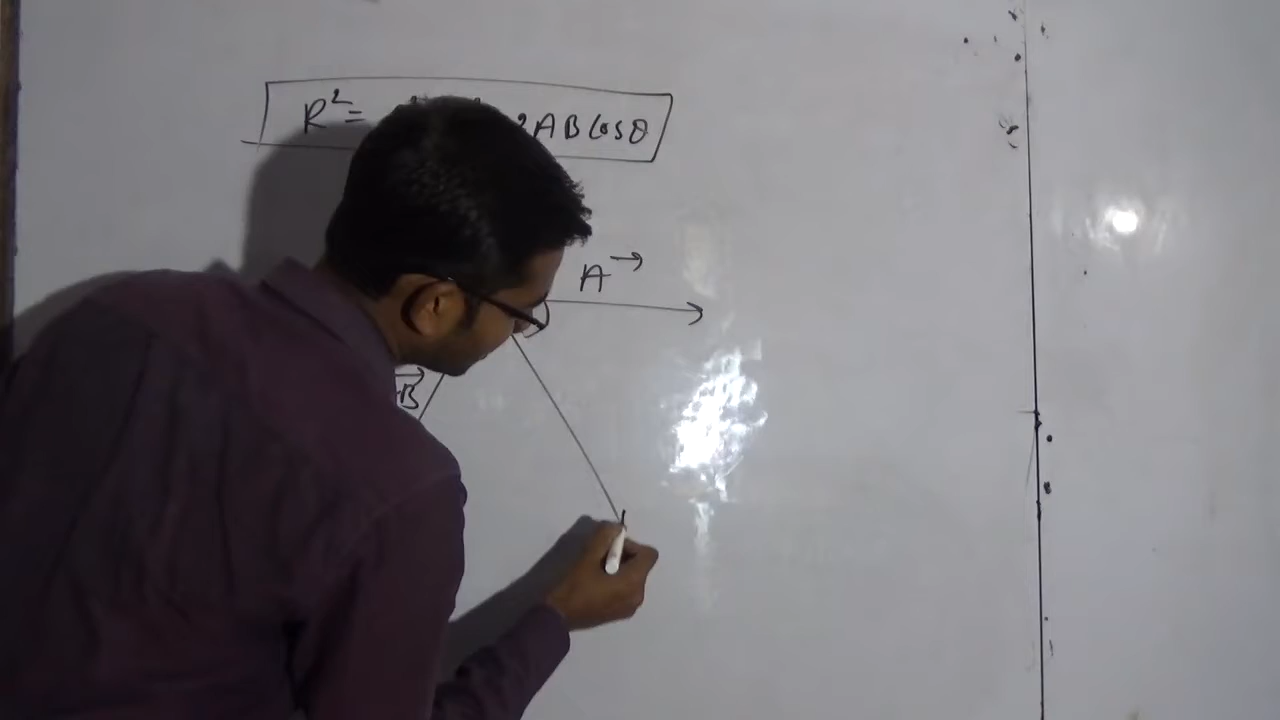 R² = 2AB cosθ
A→
-B→